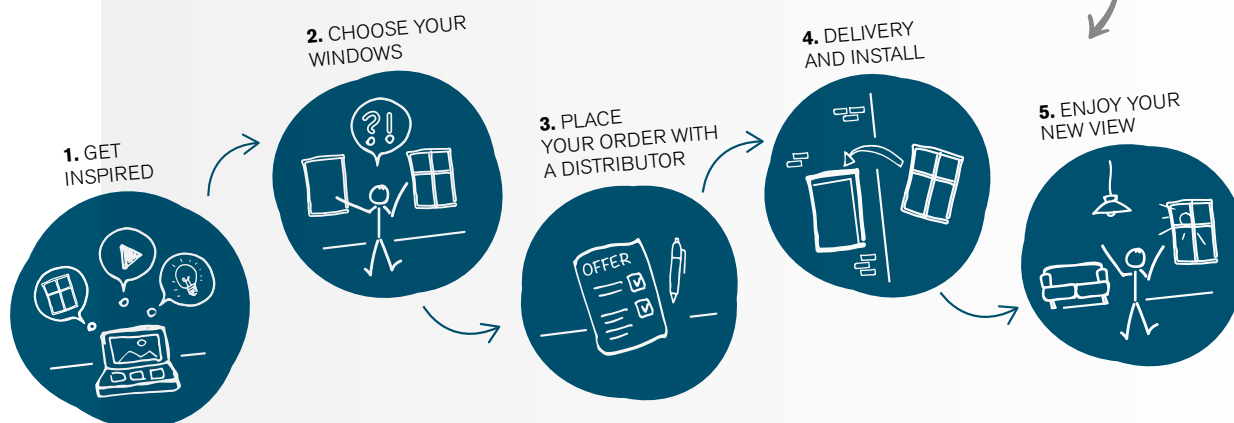 1. GET
INSPIRED
2. CHOOSE YOUR
WINDOWS
?!
3. PLACE
YOUR ORDER WITH
A DISTRIBUTOR
OFFER
4. DELIVERY
AND INSTALL
5. ENJOY YOUR
NEW VIEW